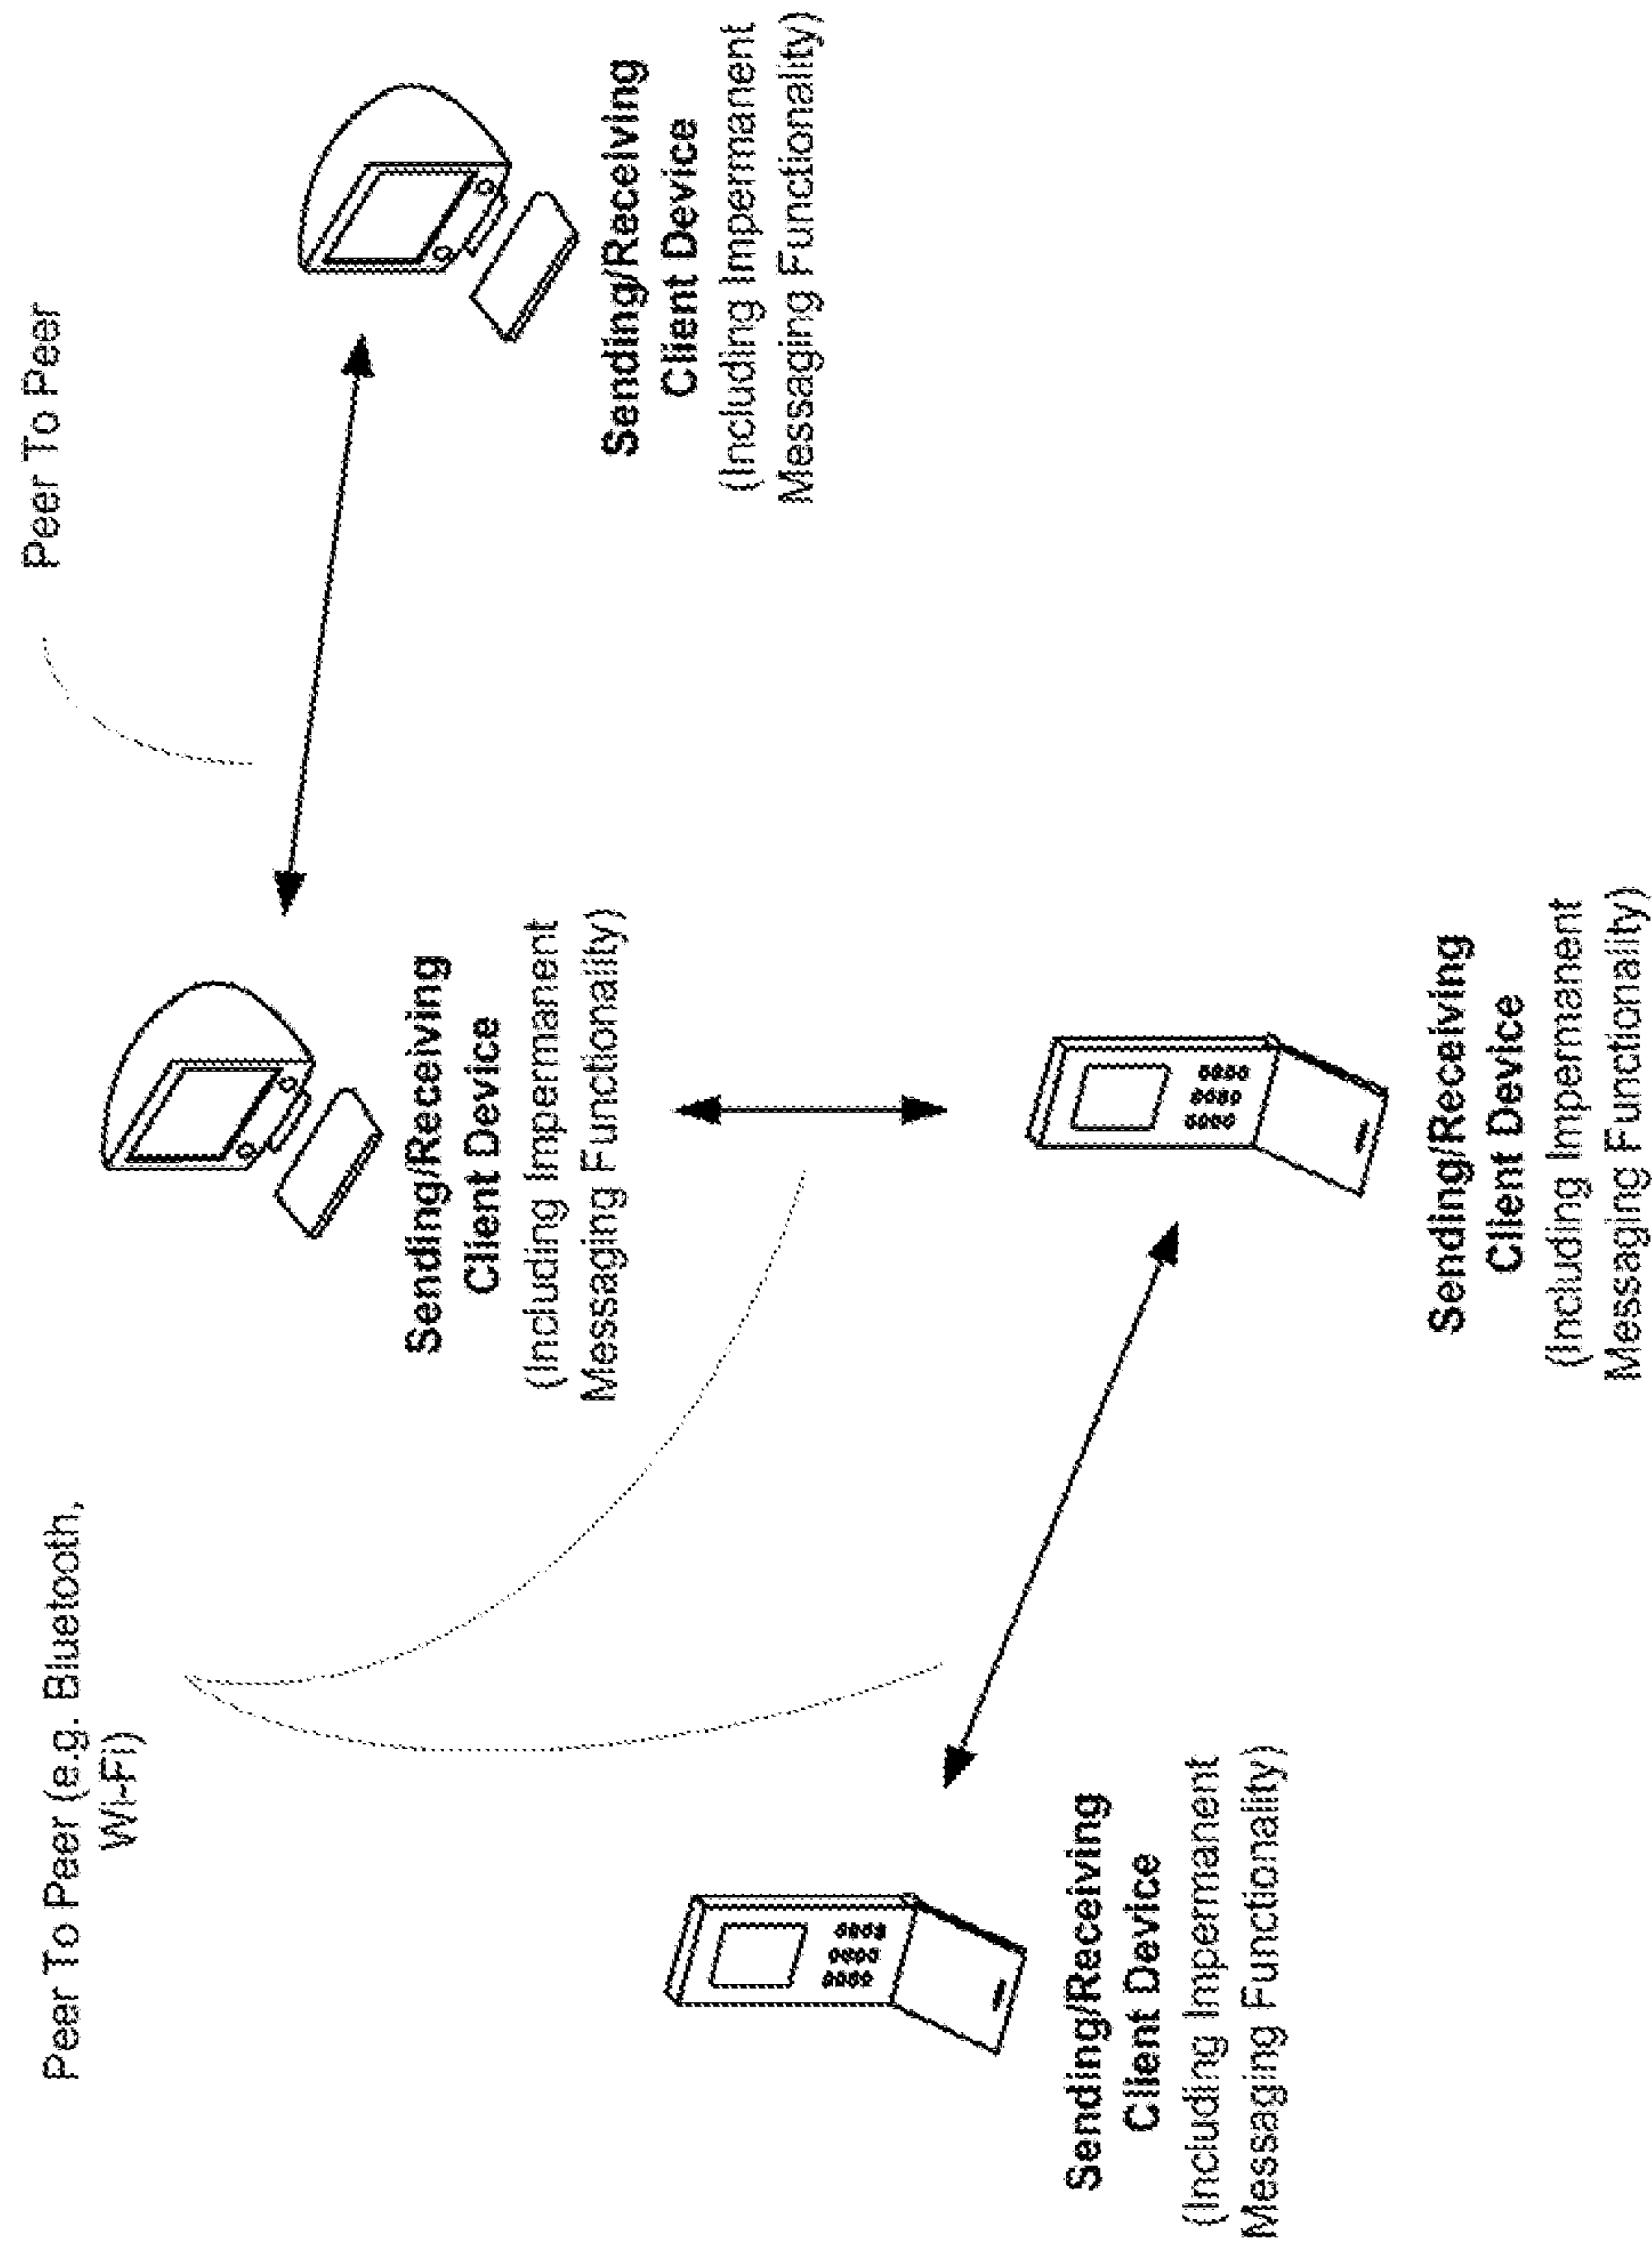 Peer To Peer (e.g. Bluetooth,
Wi-Fi)
Peer To Peer
Sending/Receiving
Client Device
(Including Impermanent
Messaging Functionality)
Sending/Receiving
Client Device
(Including Impermanent
Messaging Functionality)
Sending/Receiving
Client Device
(Including Impermanent
Messaging Functionality)
Sending/Receiving
Client Device
(Including Impermanent
Messaging Functionality)